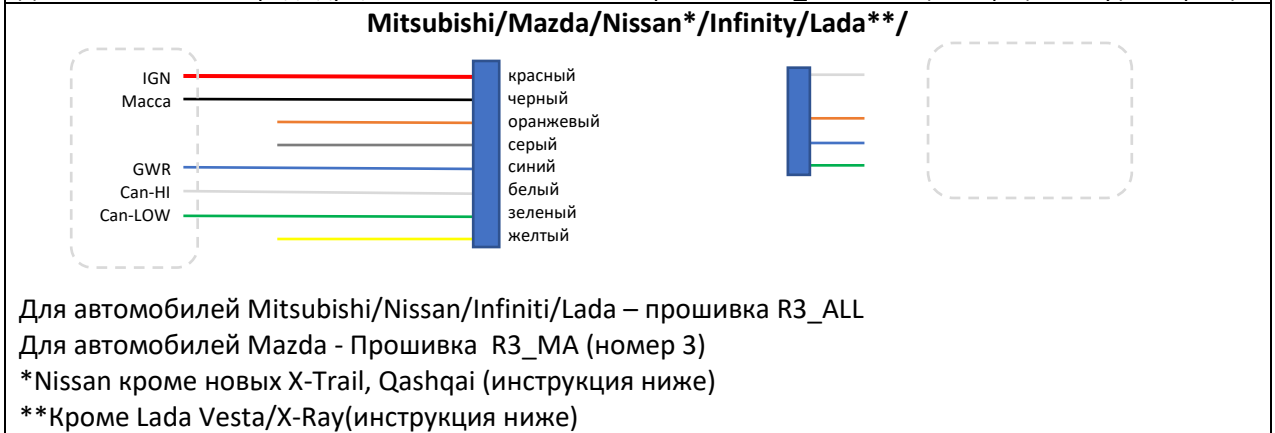 Mitsubishi/Mazda/Nissan*/Infinity/Lada**/
IGN
Масса
GWR
Can-HI
Can-LOW
красный
черный
оранжевый
серый
синий
белый
зеленый
желтый
Для автомобилей Mitsubishi/Nissan/Infiniti/Lada – прошивка R3_ALL
Для автомобилей Mazda - Прошивка R3_MA (номер 3)
*Nissan кроме новых X-Trail, Qashqai (инструкция ниже)
**Кроме Lada Vesta/X-Ray(инструкция ниже)